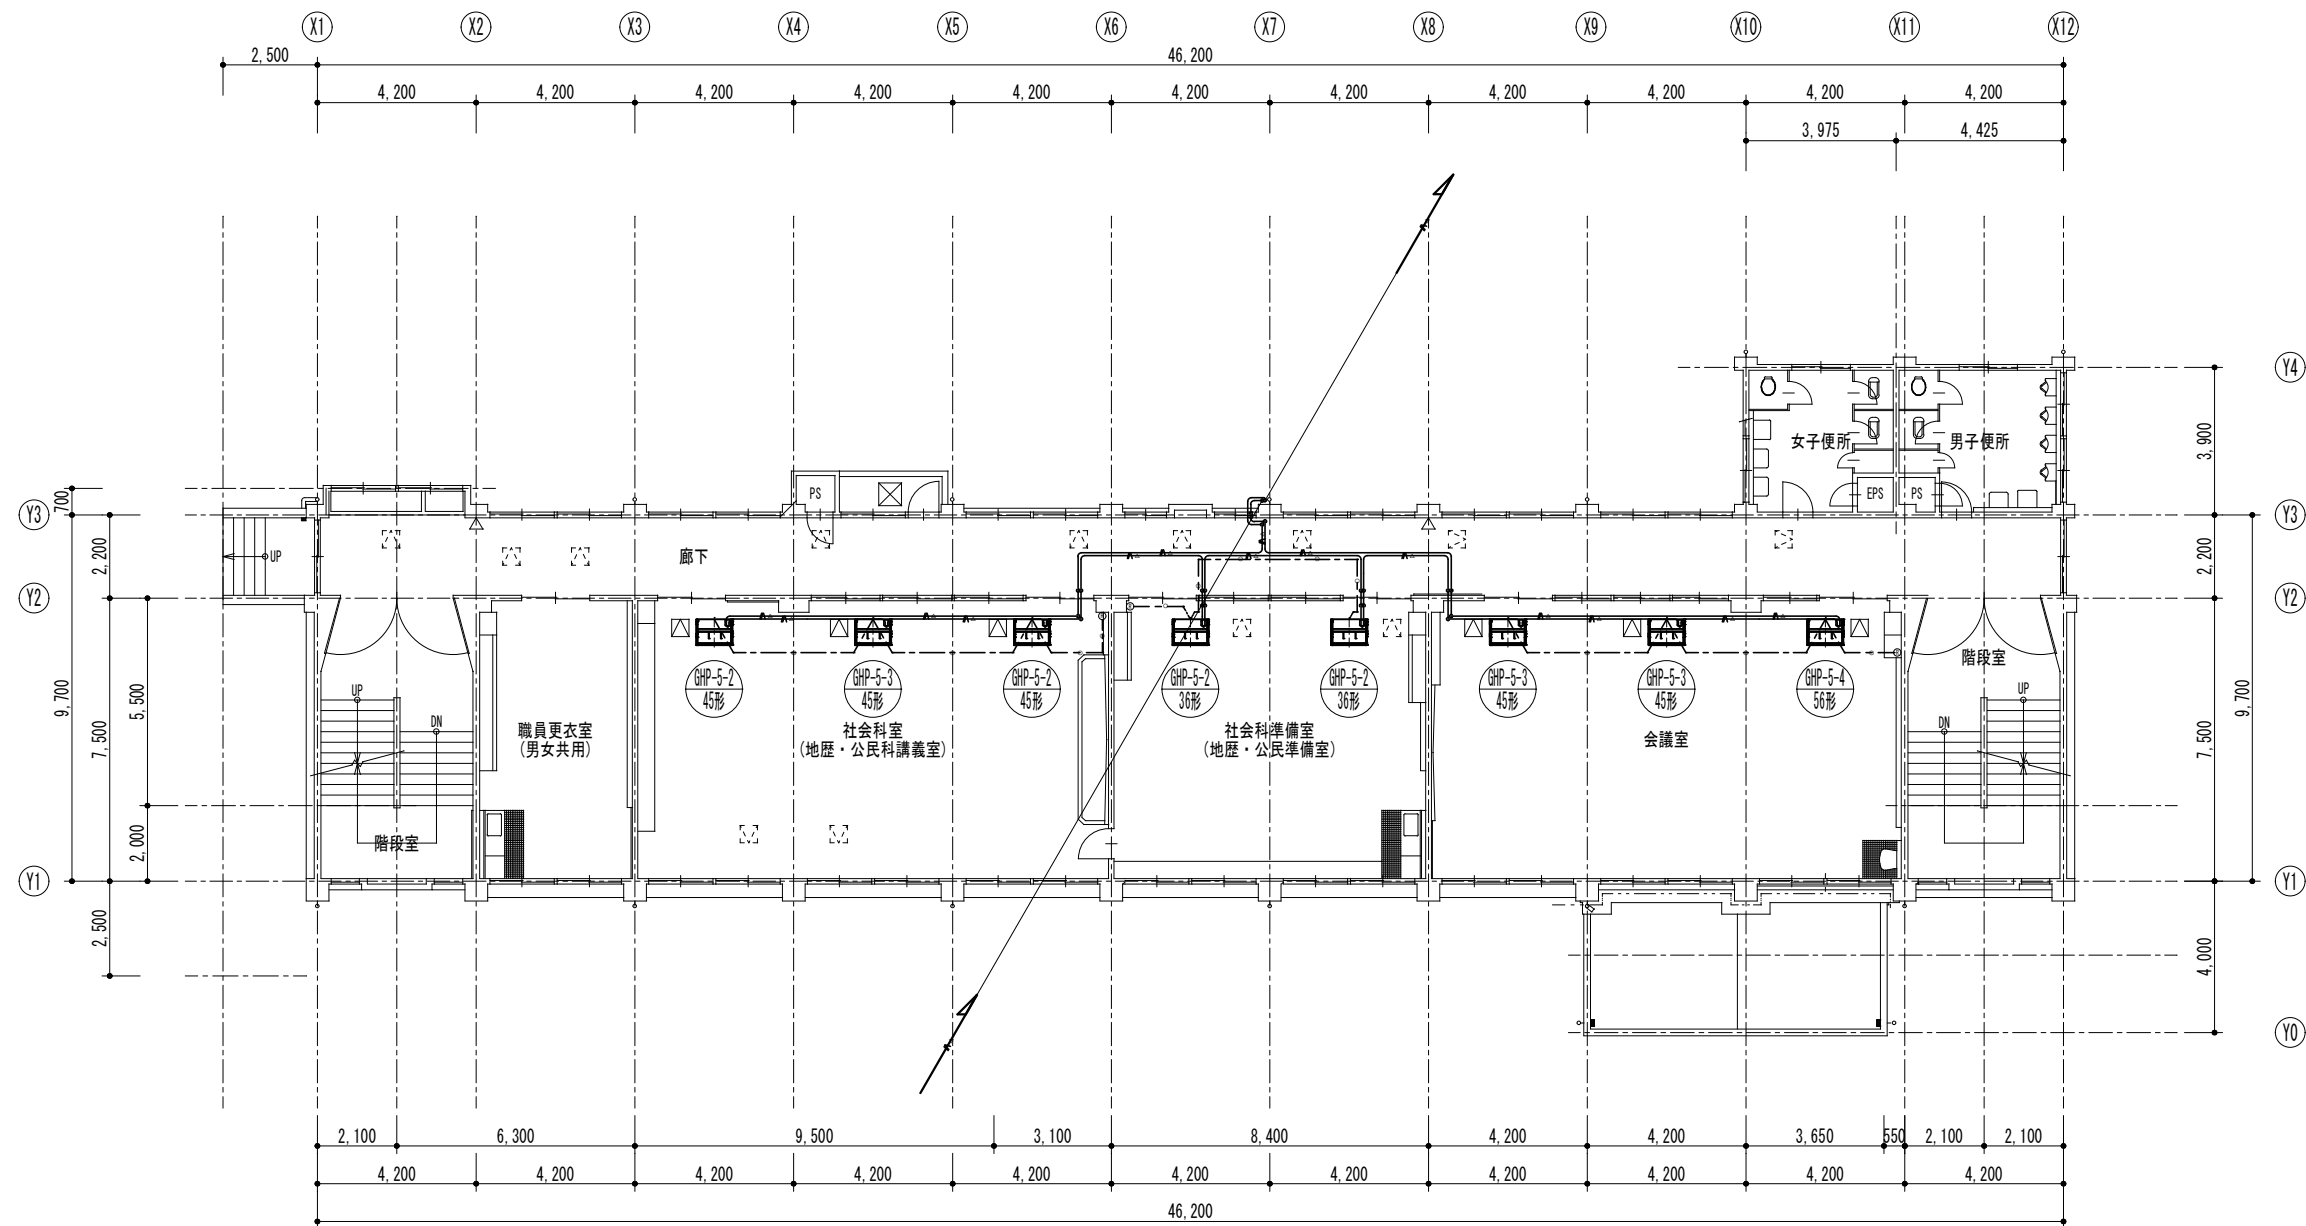 X1 X2 X3 X4 X5 X6 X7 X8 X9 X10 X11 X12
2,500 46,200
4,200 4,200 4,200 4,200 4,200 4,200 4,200 4,200 4,200 4,200 4,200
3,975 4,425
Y4
3,900
女子便所 男子便所
EPS PS
PS
700
Y3 Y3
2,200 2,200
UP
廊下
Y2 Y2
9,700 7,500 5,500 2,000
GHP-5-2 GHP-5-3 GHP-5-2 GHP-5-2 GHP-5-2 GHP-5-3 GHP-5-3 GHP-5-4
45形 45形 45形 36形 36形 45形 45形 56形
階段室
UP DN
UP DN
職員更衣室
(男女共用)
社会科室
(地歴・公民科講義室)
社会科準備室
(地歴・公民準備室)
会議室
7,500 9,700
階段室
Y1 Y1
2,500 4,000
Y0
2,100 6,300 9,500 3,100 8,400 4,200 4,200 3,650 550 2,100 2,100
4,200 4,200 4,200 4,200 4,200 4,200 4,200 4,200 4,200 4,200 4,200
46,200